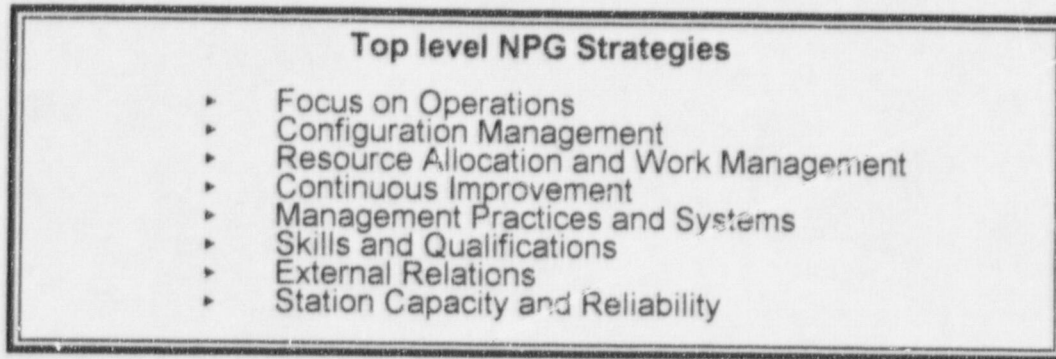 Top level NPG Strategies
▸ Focus on Operations
▸ Configuration Management
▸ Resource Allocation and Work Management
▸ Continuous Improvement
▸ Management Practices and Systems
▸ Skills and Qualifications
▸ External Relations
▸ Station Capacity and Reliability